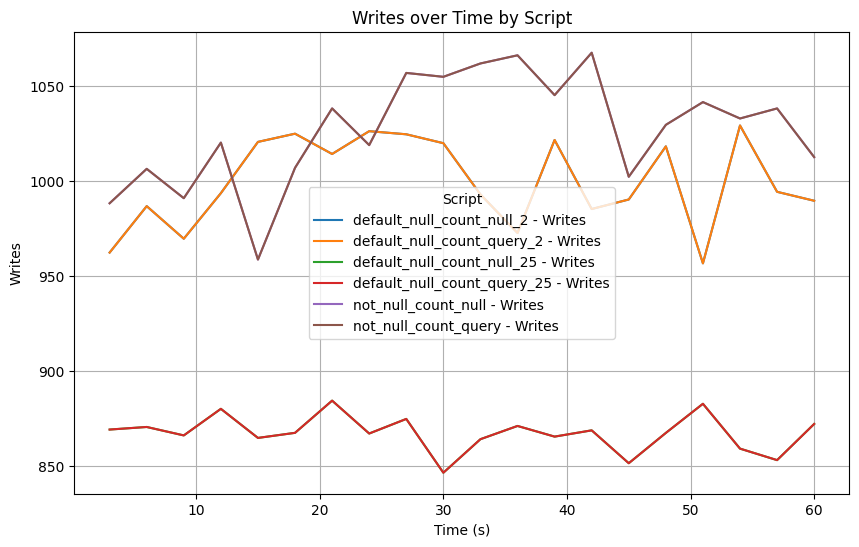 Writes over Time by Script
Writes
1050
1000
950
900
850
Script
default_null_count_null_2 - Writes
default_null_count_query_2 - Writes
default_null_count_null_25 - Writes
default_null_count_query_25 - Writes
not_null_count_null - Writes
not_null_count_query - Writes
10 20 30 40 50 60
Time (s)